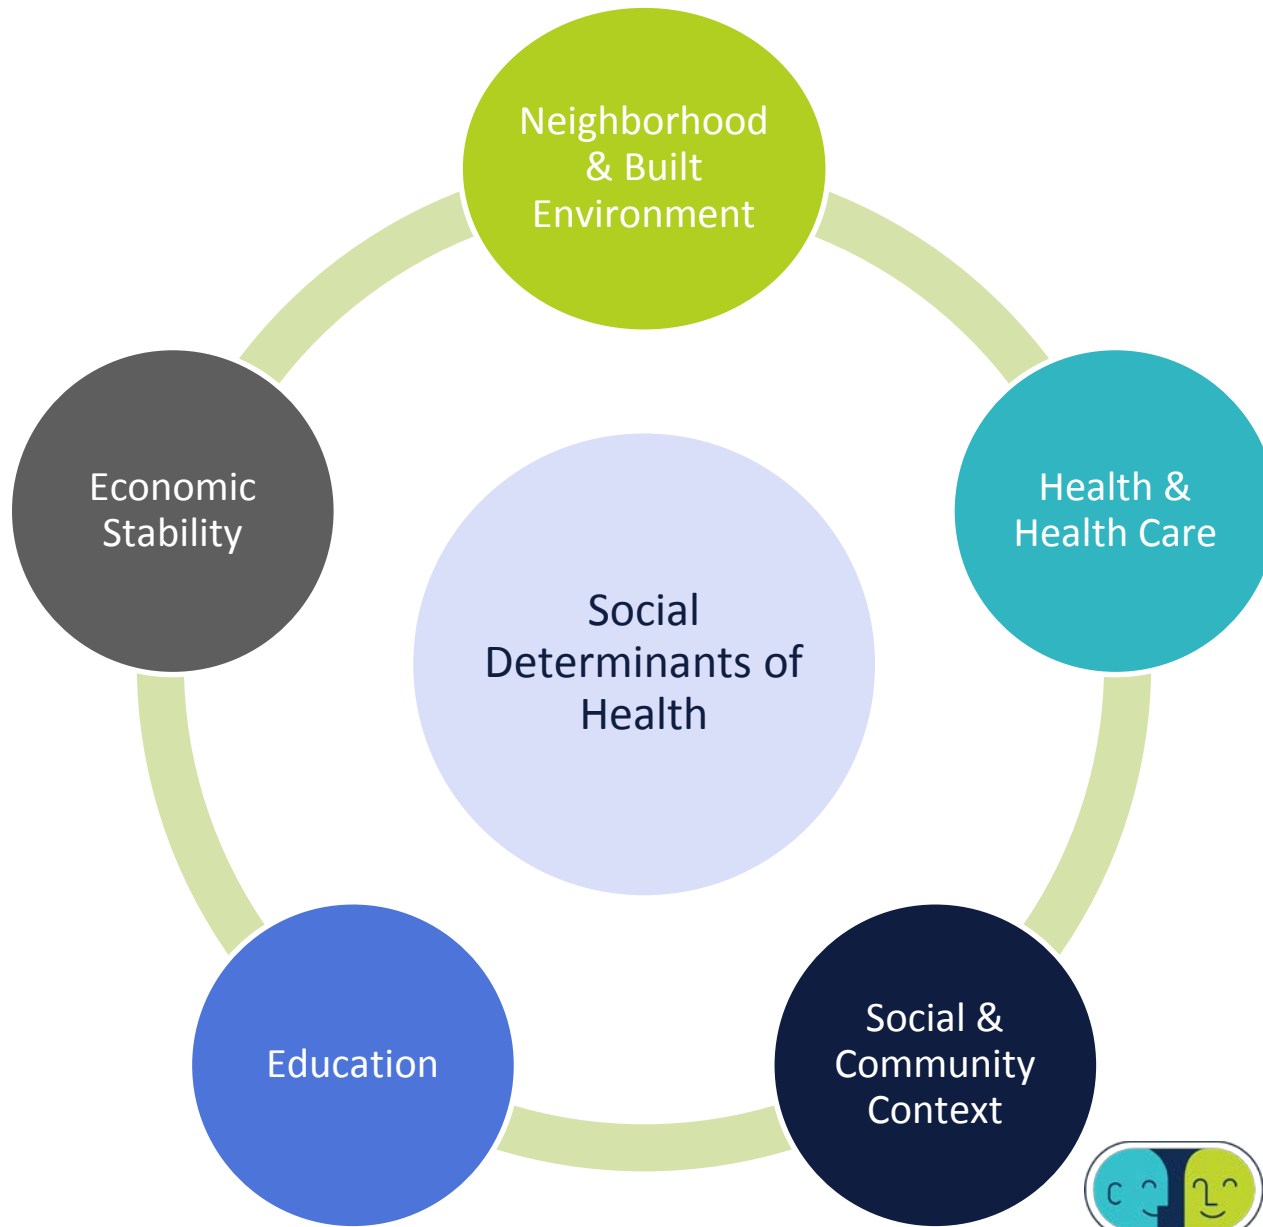 Neighborhood
& Built
Environment
Economic
Stability
Health &
Health Care
Social
Determinants of
Health
Education
Social &
Community
Context